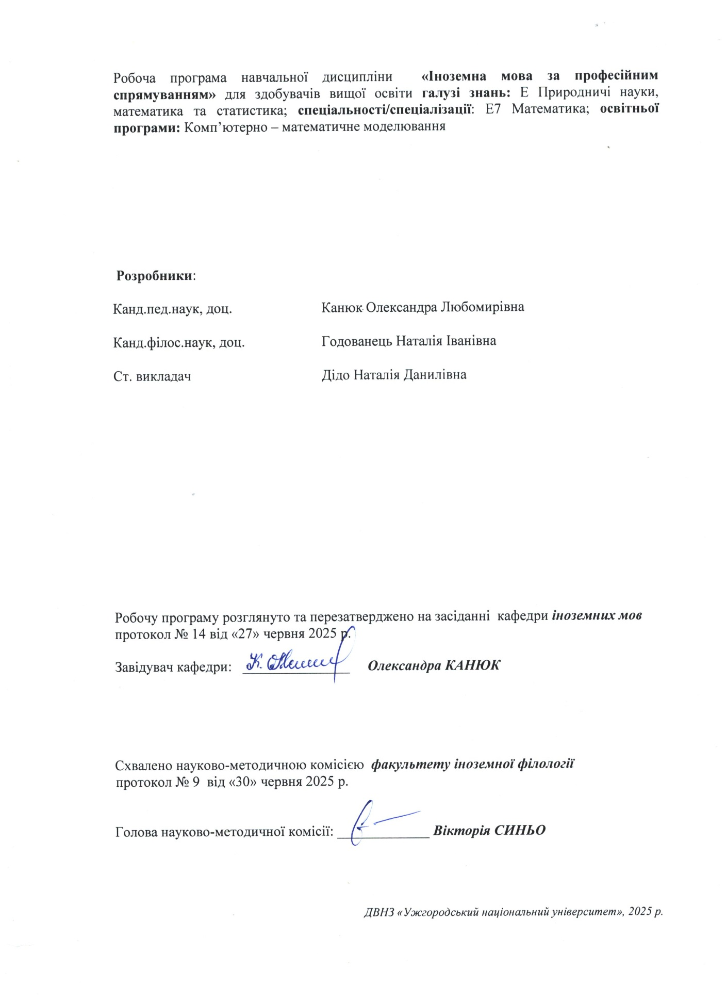 Робоча програма навчальної дисципліни «Іноземна мова за професійним
спрямуванням» для здобувачів вищої освіти галузі знань: Е Природничі науки,
математика та статистика; спеціальності/спеціалізації: Е7 Математика; освітньої
програми: Комп’ютерно – математичне моделювання
Розробники:
Канд.пед.наук, доц. Канюк Олександра Любомирівна
Канд.філос.наук, доц. Годованець Наталія Іванівна
Ст. викладач Дідо Наталія Данилівна
Робочу програму розглянуто та перезатверджено на засіданні кафедри іноземних мов
протокол № 14 від «27» червня 2025 р.
Завідувач кафедри: Олександра КАНЮК
Схвалено науково-методичною комісією факультету іноземної філології
протокол № 9 від «30» червня 2025 р.
Голова науково-методичної комісії: Вікторія СИНЬО
ДВНЗ «Ужгородський національний університет», 2025 р.